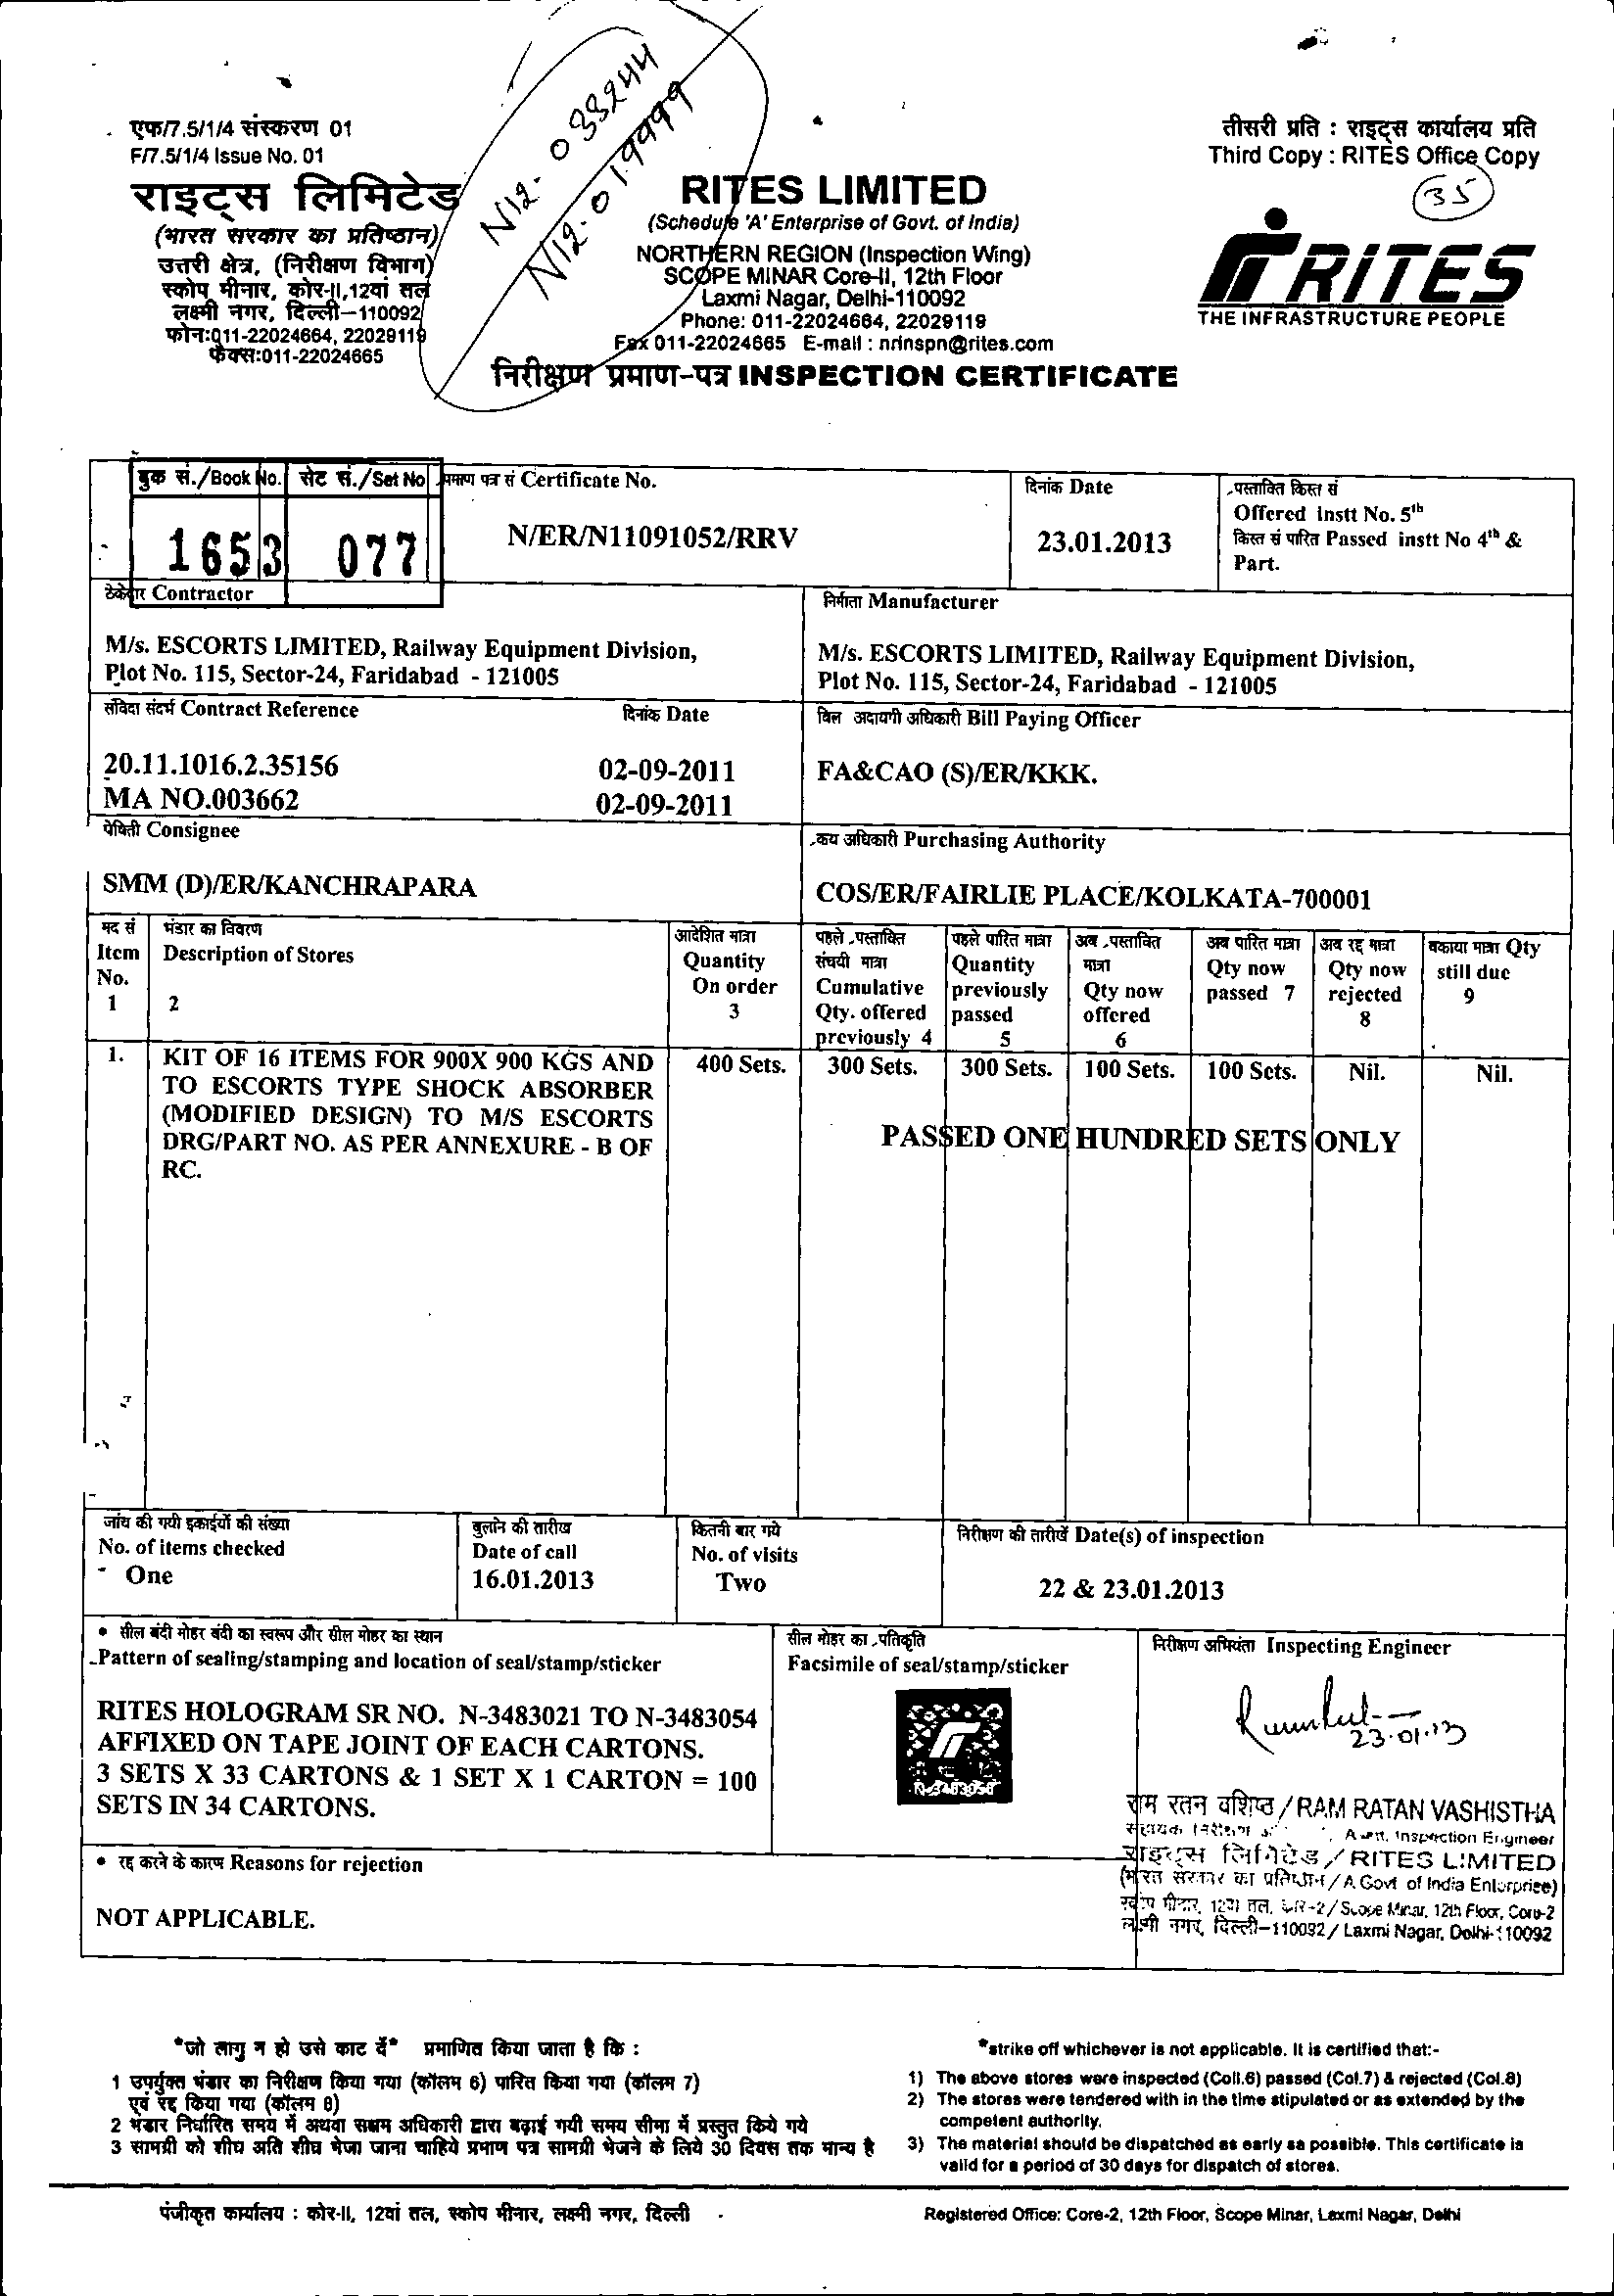 N12-033244
N12-019999
एफ/7.5/1/4 संस्करण 01
F/7.5/1/4 Issue No. 01
राइट्स लिमिटेड
(भारत सरकार का प्रतिष्ठान)
उत्तरी क्षेत्र, (निरीक्षण विभाग)
स्कोप मीनार, कोर-II,12वां तल
लक्ष्मी नगर, दिल्ली-110092
फोन:011-22024664, 22029119
फैक्स:011-22024665
RITES LIMITED
(Schedule 'A' Enterprise of Govt. of India)
NORTHERN REGION (Inspection Wing)
SCOPE MINAR Core-II, 12th Floor
Laxmi Nagar, Delhi-110092
Phone: 011-22024664, 22029119
Fax 011-22024665 E-mail : nrinspn@rites.com
तीसरी प्रति : राइट्स कार्यालय प्रति
Third Copy : RITES Office Copy
35
RITES
THE INFRASTRUCTURE PEOPLE
निरीक्षण प्रमाण-पत्र INSPECTION CERTIFICATE
बुक सं./Book No. सेट सं./Set No
1653 077
प्रमाण पत्र सं Certificate No.
N/ER/N11091052/RRV
दिनांक Date
23.01.2013
प्रस्तावित किस्त सं
Offered instt No. 5th
किस्त सं पारित Passed instt No 4th &
Part.
ठेकेदार Contractor
M/s. ESCORTS LIMITED, Railway Equipment Division,
Plot No. 115, Sector-24, Faridabad - 121005
निर्माता Manufacturer
M/s. ESCORTS LIMITED, Railway Equipment Division,
Plot No. 115, Sector-24, Faridabad - 121005
संविदा संदर्भ Contract Reference दिनांक Date
20.11.1016.2.35156 02-09-2011
MA NO.003662 02-09-2011
बिल अदायगी अधिकारी Bill Paying Officer
FA&CAO (S)/ER/KKK.
प्रेषिती Consignee
SMM (D)/ER/KANCHRAPARA
क्रय अधिकारी Purchasing Authority
COS/ER/FAIRLIE PLACE/KOLKATA-700001
मद सं
Item
No.
1
भंडार का विवरण
Description of Stores
2
आदेशित मात्रा
Quantity
On order
3
पहले प्रस्तावित
संचयी मात्रा
Cumulative
Qty. offered
previously 4
पहले पारित मात्रा
Quantity
previously
passed
5
अब प्रस्तावित
मात्रा
Qty now
offered
6
अब पारित मात्रा
Qty now
passed 7
अब रद्द मात्रा
Qty now
rejected
8
बकाया मात्रा Qty
still due
9
1. KIT OF 16 ITEMS FOR 900X 900 KGS AND 400 Sets. 300 Sets. 300 Sets. 100 Sets. 100 Sets. Nil. Nil.
TO ESCORTS TYPE SHOCK ABSORBER
(MODIFIED DESIGN) TO M/S ESCORTS
DRG/PART NO. AS PER ANNEXURE - B OF
RC.
PASSED ONE HUNDRED SETS ONLY
जांच की गयी इकाईयों की संख्या
No. of items checked
One
बुलाने की तारीख
Date of call
16.01.2013
कितनी बार गये
No. of visits
Two
निरीक्षण की तारीखें Date(s) of inspection
22 & 23.01.2013
• सील बंदी मोहर बंदी का स्वरूप और सील मोहर का स्थान
Pattern of sealing/stamping and location of seal/stamp/sticker
RITES HOLOGRAM SR NO. N-3483021 TO N-3483054
AFFIXED ON TAPE JOINT OF EACH CARTONS.
3 SETS X 33 CARTONS & 1 SET X 1 CARTON = 100
SETS IN 34 CARTONS.
सील मोहर का प्रतिकृति
Facsimile of seal/stamp/sticker
निरीक्षण अभियंता Inspecting Engineer
23.01.13
राम रतन वशिष्ठ / RAM RATAN VASHISTHA
सहायक निरीक्षण Asstt. Inspection Engineer
राइट्स लिमिटेड / RITES LIMITED
(भारत सरकार का प्रतिष्ठान / A Govt of India Enterprise)
स्कोप मीनार, 12वां तल, कोर-2 / Scope Minar, 12th Floor, Core-2
लक्ष्मी नगर, दिल्ली-110092 / Laxmi Nagar, Delhi-110092
• रद्द करने के कारण Reasons for rejection
NOT APPLICABLE.
*जो लागु न हो उसे काट दें* प्रमाणित किया जाता है कि :
1 उपर्युक्त भंडार का निरीक्षण किया गया (कॉलम 6) पारित किया गया (कॉलम 7)
एवं रद्द किया गया (कॉलम 8)
2 भंडार निर्धारित समय में अथवा सक्षम अधिकारी द्वारा बढ़ाई गयी समय सीमा में प्रस्तुत किये गये
3 सामग्री को शीघ्र अति शीघ्र भेजा जाना चाहिये प्रमाण पत्र सामग्री भेजने के लिये 30 दिवस तक मान्य है
*strike off whichever is not applicable. It is certified that:-
1) The above stores were inspected (Coll.6) passed (Col.7) & rejected (Col.8)
2) The stores were tendered with in the time stipulated or as extended by the
competent authority.
3) The material should be dispatched as early sa possible. This certificate is
valid for a period of 30 days for dispatch of stores.
पंजीकृत कार्यालय : कोर-II, 12वां तल, स्कोप मीनार, लक्ष्मी नगर, दिल्ली
Registered Office: Core-2, 12th Floor, Scope Minar, Laxmi Nagar, Delhi